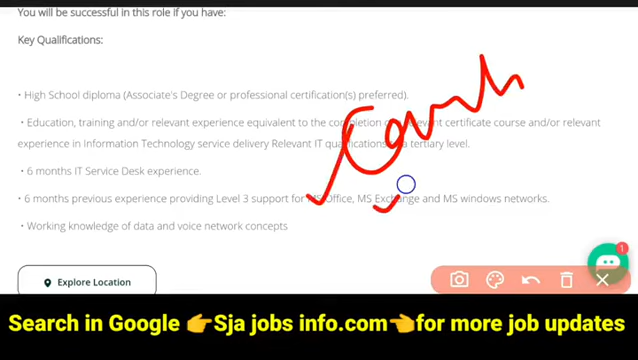 You will be successful in this role if you have:
Key Qualifications:
• High School diploma (Associate's Degree or professional certification(s) preferred).
• Education, training and/or relevant experience equivalent to the completion of relevant certificate course and/or relevant
experience in Information Technology service delivery Relevant IT qualifications a tertiary level.
• 6 months IT Service Desk experience.
• 6 months previous experience providing Level 3 support for MS Office, MS Exchange and MS windows networks.
• Working knowledge of data and voice network concepts
1
Explore Location
Search in Google 👉Sja jobs info.com👈for more job updates